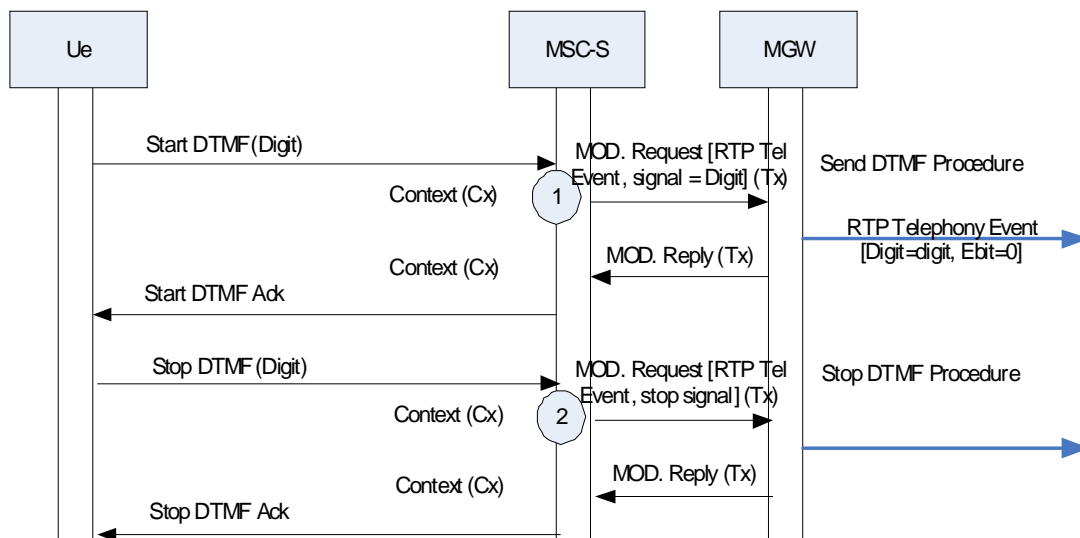 Ue
MSC-S
MGW
Start DTMF (Digit)
MOD. Request [RTP Tel
Event, signal = Digit] (Tx)
Send DTMF Procedure
Context (Cx)
1
RTP Telephony Event
[Digit=digit, Ebit=0]
MOD. Reply (Tx)
Context (Cx)
Start DTMF Ack
Stop DTMF (Digit)
MOD. Request [RTP Tel
Event, stop signal] (Tx)
Stop DTMF Procedure
Context (Cx)
2
MOD. Reply (Tx)
Context (Cx)
Stop DTMF Ack